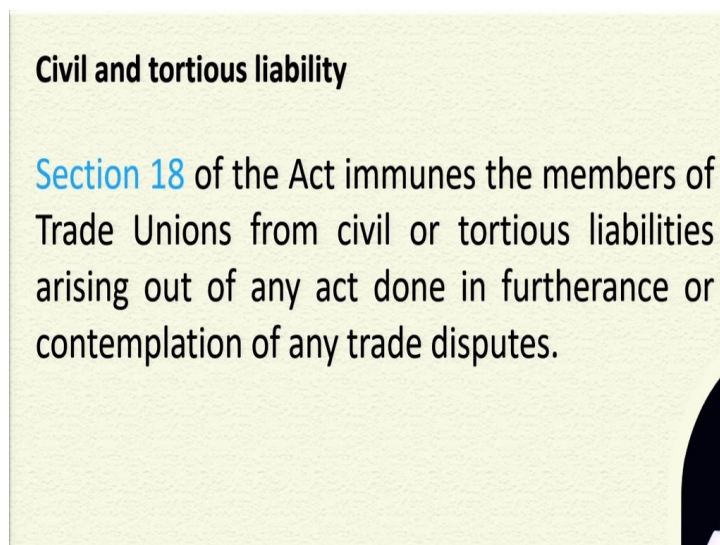 Civil and tortious liability
Section 18 of the Act immunes the members of
Trade Unions from civil or tortious liabilities
arising out of any act done in furtherance or
contemplation of any trade disputes.